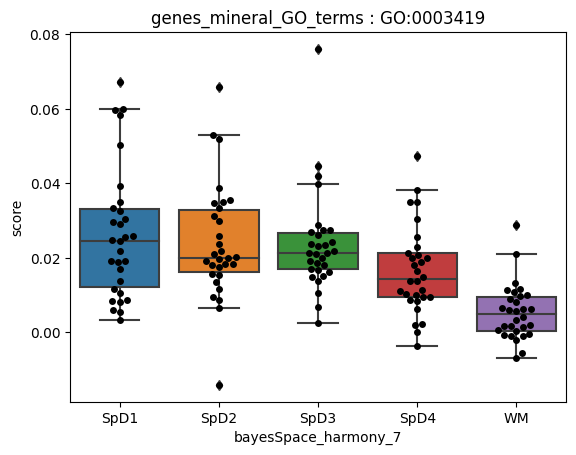 genes_mineral_GO_terms : GO:0003419
0.08
0.06
0.04
0.02
0.00
score
SpD1 SpD2 SpD3 SpD4 WM
bayesSpace_harmony_7